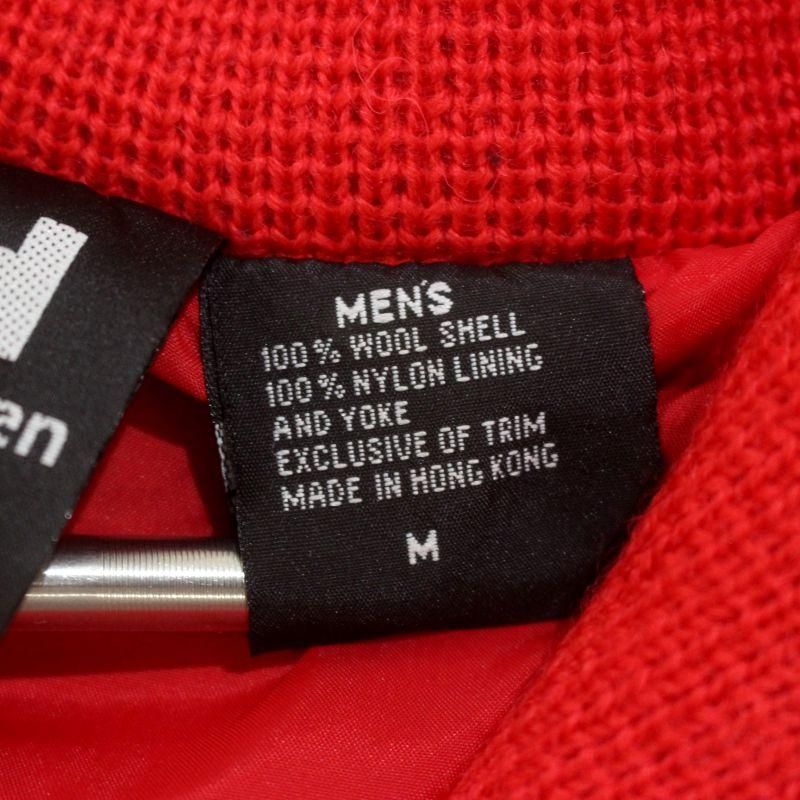 MEN'S
100% WOOL SHELL
100% NYLON LINING
AND YOKE
EXCLUSIVE OF TRIM
MADE IN HONG KONG
M